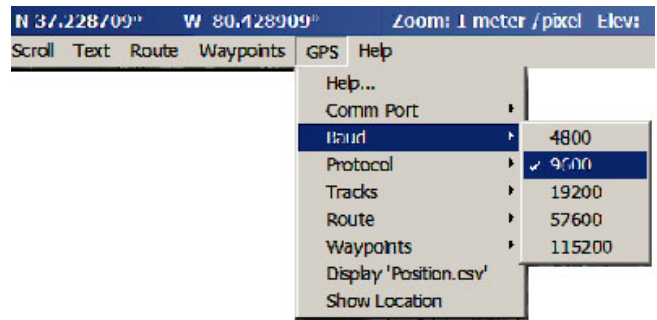 N 37.228709° W 80.428909° Zoom: 1 meter/pixel Elev:
Scroll Text Route Waypoints GPS Help
Help...
Comm Port
Baud
Protocol
Tracks
Route
Waypoints
Display 'Position.csv'
Show Location
4800
9600
19200
57600
115200